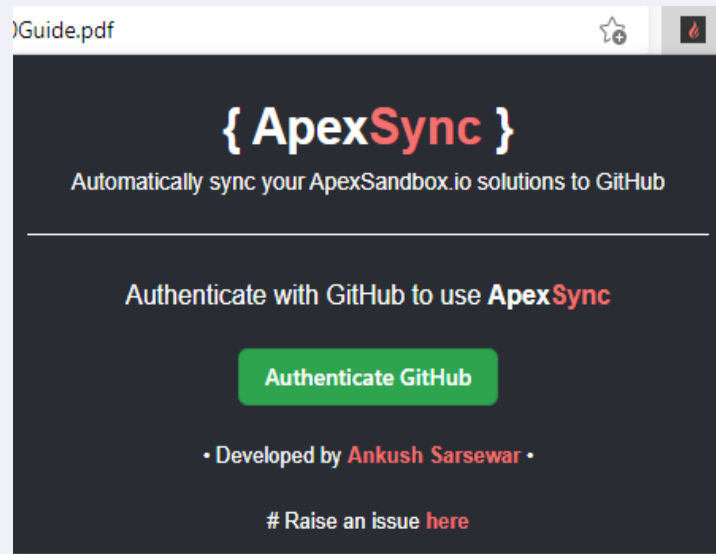 )Guide.pdf
{ ApexSync }
Automatically sync your ApexSandbox.io solutions to GitHub
Authenticate with GitHub to use ApexSync
Authenticate GitHub
• Developed by Ankush Sarsewar •
# Raise an issue here